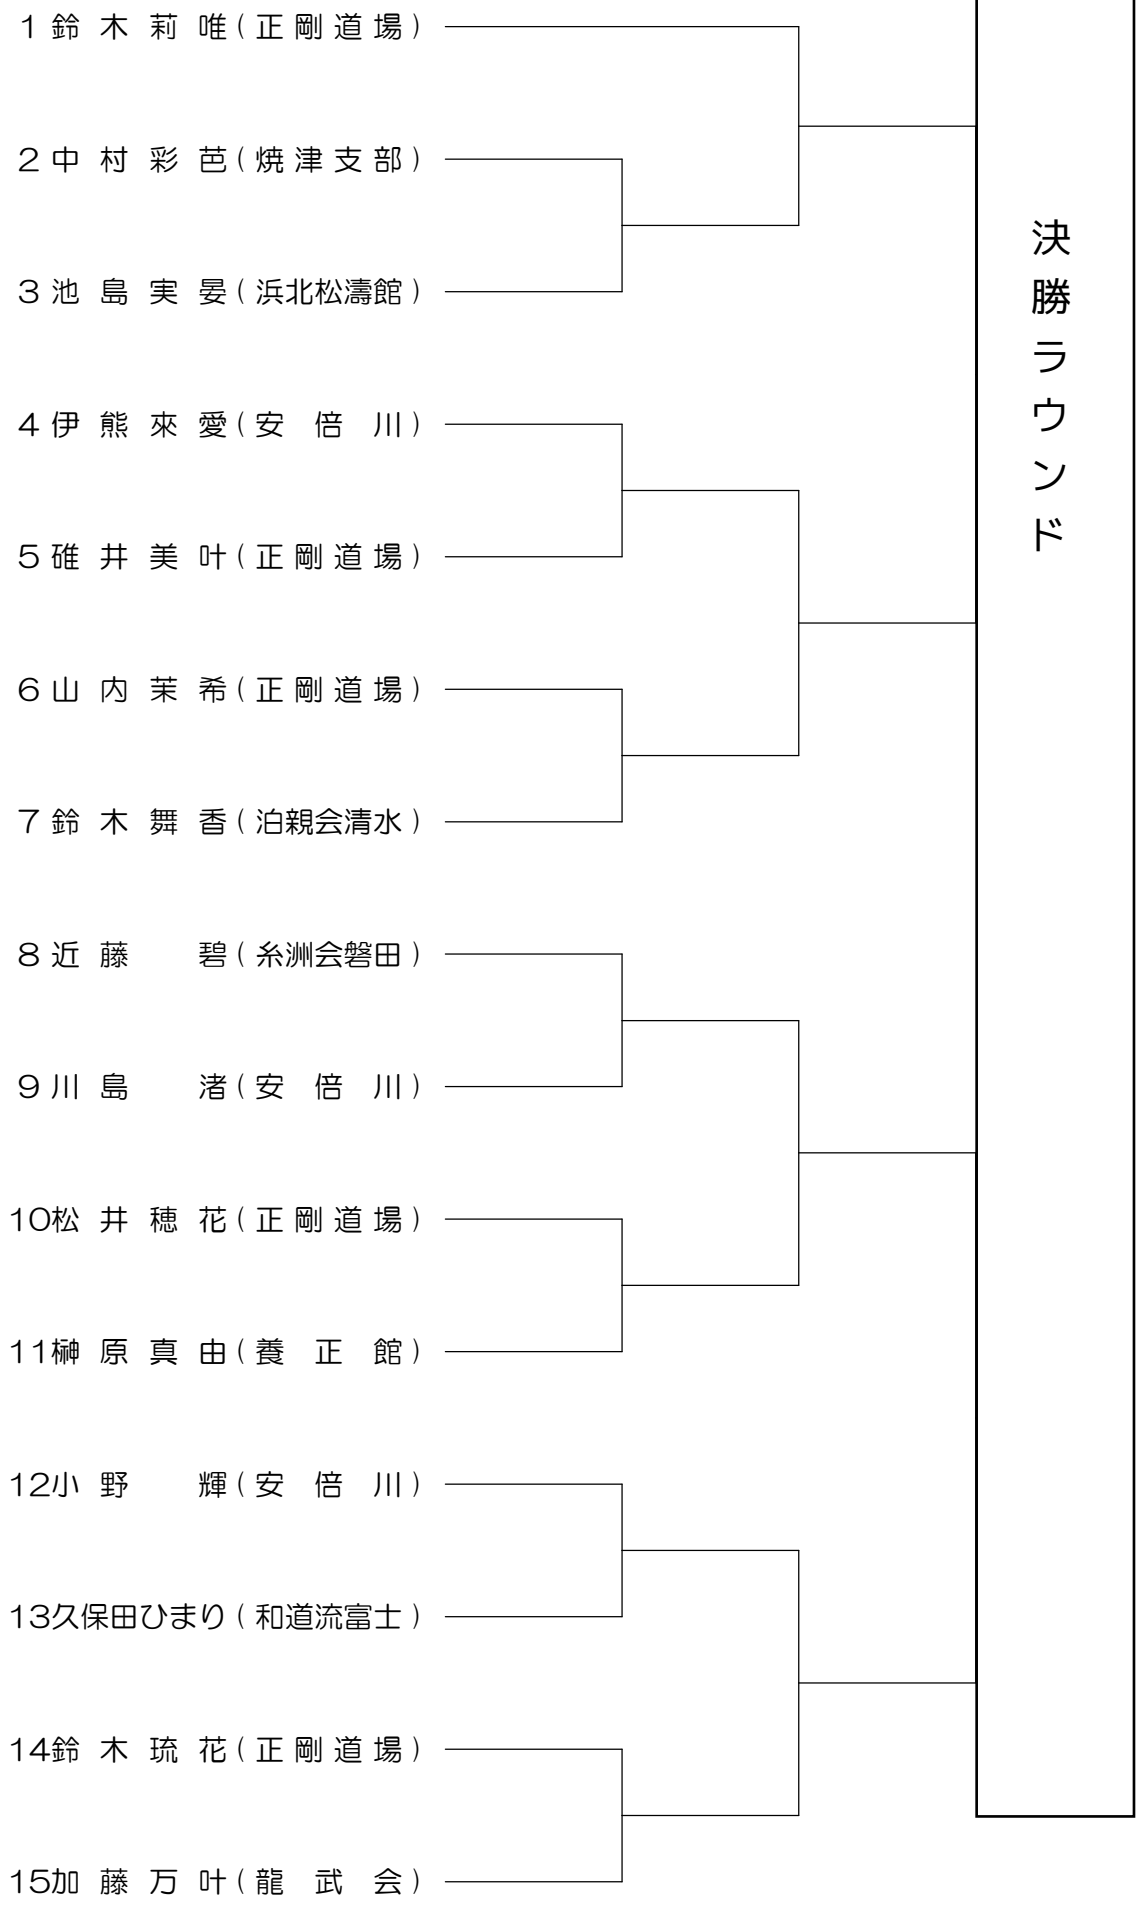 1 鈴木莉唯(正剛道場)
2 中村彩芭(焼津支部)
3 池島実晏(浜北松濤館)
4 伊熊來愛(安倍川)
5 碓井美叶(正剛道場)
6 山内茉希(正剛道場)
7 鈴木舞香(泊親会清水)
8 近藤碧(糸洲会磐田)
9 川島渚(安倍川)
10 松井穂花(正剛道場)
11 榊原真由(養正館)
12 小野輝(安倍川)
13 久保田ひまり(和道流富士)
14 鈴木琉花(正剛道場)
15 加藤万叶(龍武会)
決勝ラウンド